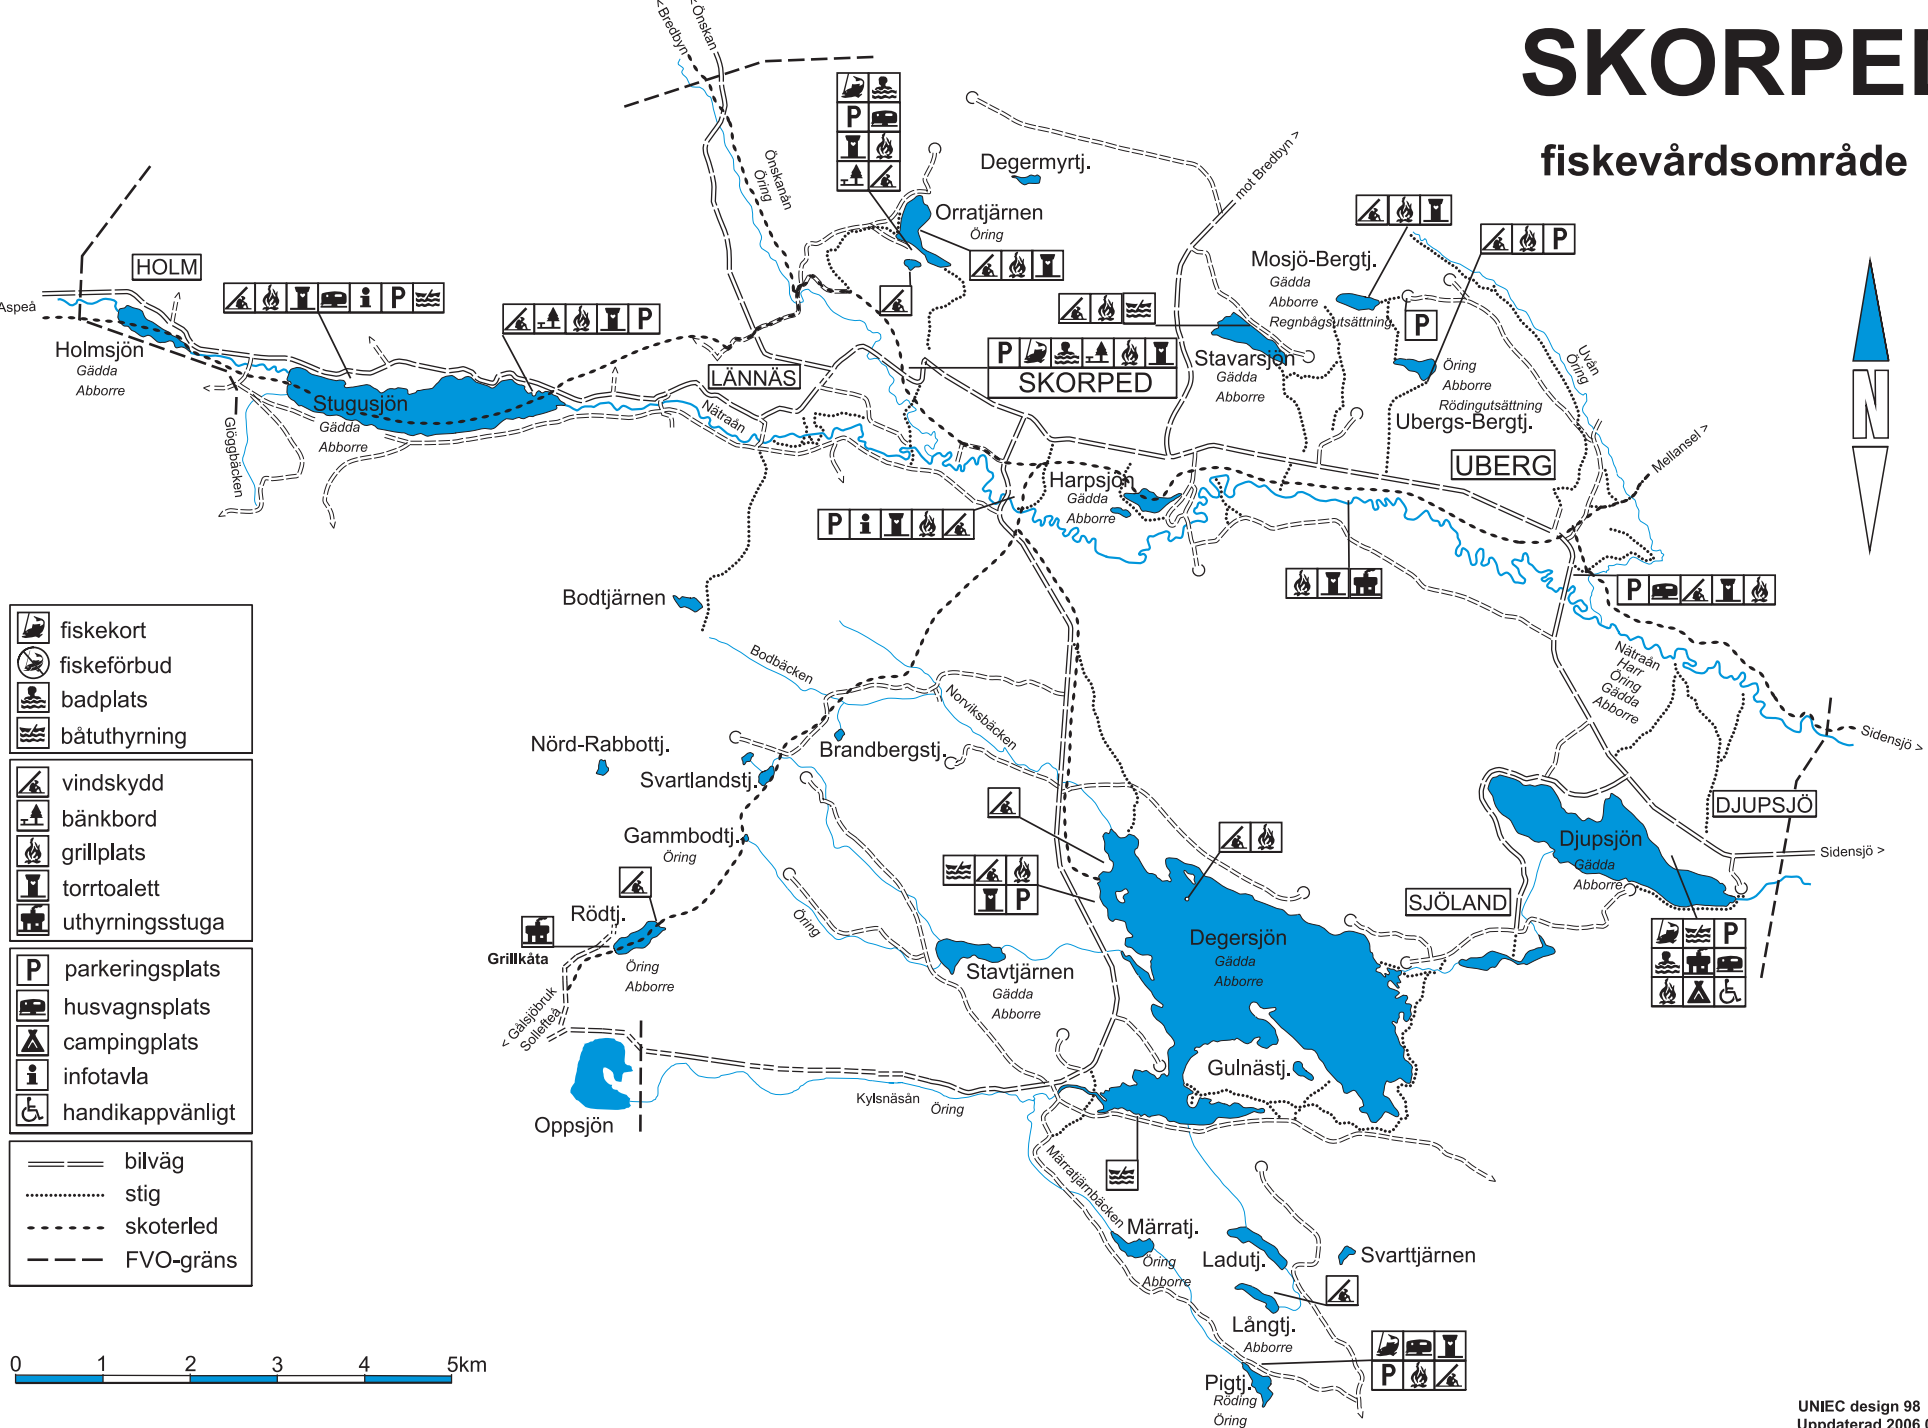 SKORPE
fiskevårdsområde
< Bredbyn
< Önskan
Önskanån
Öring
Degermyrtj.
mot Bredbyn >
Orratjärnen
Öring
P
HOLM
Aspeå
Holmsjön
Gädda
Abborre
i P
P
Stugusjön
Gädda
Abborre
Glöggbäcken
LÄNNÄS
Nätraån
P
SKORPED
Stavarsjön
Gädda
Abborre
Mosjö-Bergtj.
Gädda
Abborre
Regnbågsutsättning
P
P
Öring
Abborre
Rödingutsättning
Ubergs-Bergtj.
Uvån
Öring
UBERG
Mellansel >
N
Harpsjön
Gädda
Abborre
P i
P
Bodtjärnen
Bodbäcken
Norviksbäcken
Nätraån
Harr
Öring
Gädda
Abborre
Sidensjö >
Nörd-Rabbottj.
Svartlandstj.
Brandbergstj.
Gammbodtj.
Öring
Öring
Rödtj.
Öring
Abborre
Grillkåta
< Gålsjöbruk
Sollefteå
P
Stavtjärnen
Gädda
Abborre
Degersjön
Gädda
Abborre
SJÖLAND
DJUPSJÖ
Djupsjön
Gädda
Abborre
Sidensjö >
P
Oppsjön
Kylsnäsån
Öring
Gulnästj.
Märratjärnbäcken
Märratj.
Öring
Abborre
Ladutj.
Svarttjärnen
Långtj.
Abborre
Pigtj.
Röding
Öring
P
fiskekort
fiskeförbud
badplats
båtuthyrning
vindskydd
bänkbord
grillplats
torrtoalett
uthyrningsstuga
P parkeringsplats
husvagnsplats
campingplats
i infotavla
handikappvänligt
bilväg
stig
skoterled
FVO-gräns
0 1 2 3 4 5km
UNIEC design 98
Uppdaterad 2006